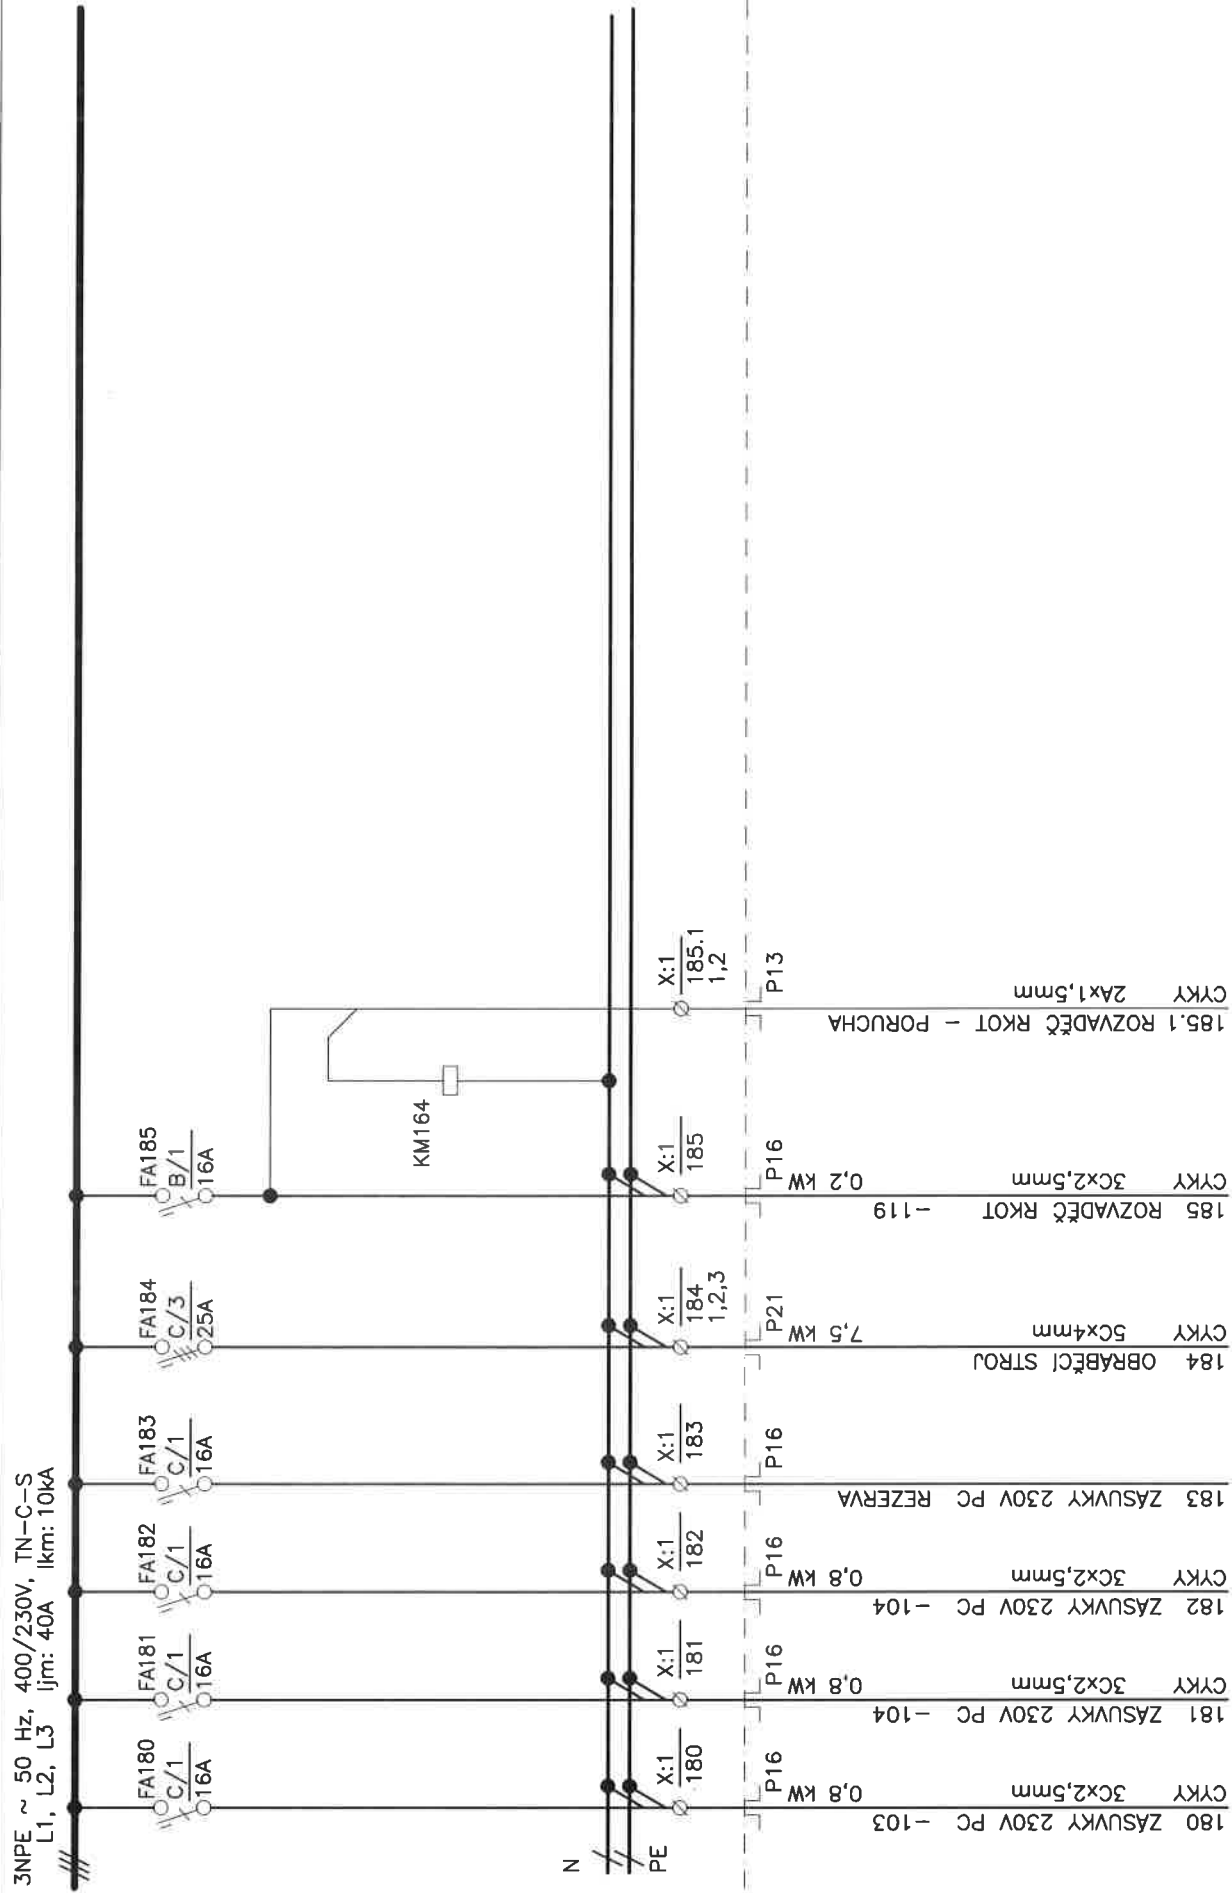 3NPE ~ 50 Hz, 400/230V, TN-C-S
L1, L2, L3 Ijm: 40A Ikm: 10kA
FA180
C/1
16A
FA181
C/1
16A
FA182
C/1
16A
FA183
C/1
16A
FA184
C/3
25A
FA185
B/1
16A
KM164
N
PE
X:1
180
X:1
181
X:1
182
X:1
183
X:1
184
1,2,3
X:1
185
X:1
185.1
1,2
P16
P16
P16
P16
P21
P16
P13
180 ZÁSUVKY 230V PC -103
CYKY 3Cx2,5mm 0,8 kW
181 ZÁSUVKY 230V PC -104
CYKY 3Cx2,5mm 0,8 kW
182 ZÁSUVKY 230V PC -104
CYKY 3Cx2,5mm 0,8 kW
183 ZÁSUVKY 230V PC REZERVA
184 OBRÁBĚCÍ STROJ
CYKY 5Cx4mm 7,5 kW
185 ROZVADĚČ RKOT -119
CYKY 3Cx2,5mm 0,2 kW
185.1 ROZVADĚČ RKOT - PORUCHA
CYKY 2Ax1,5mm